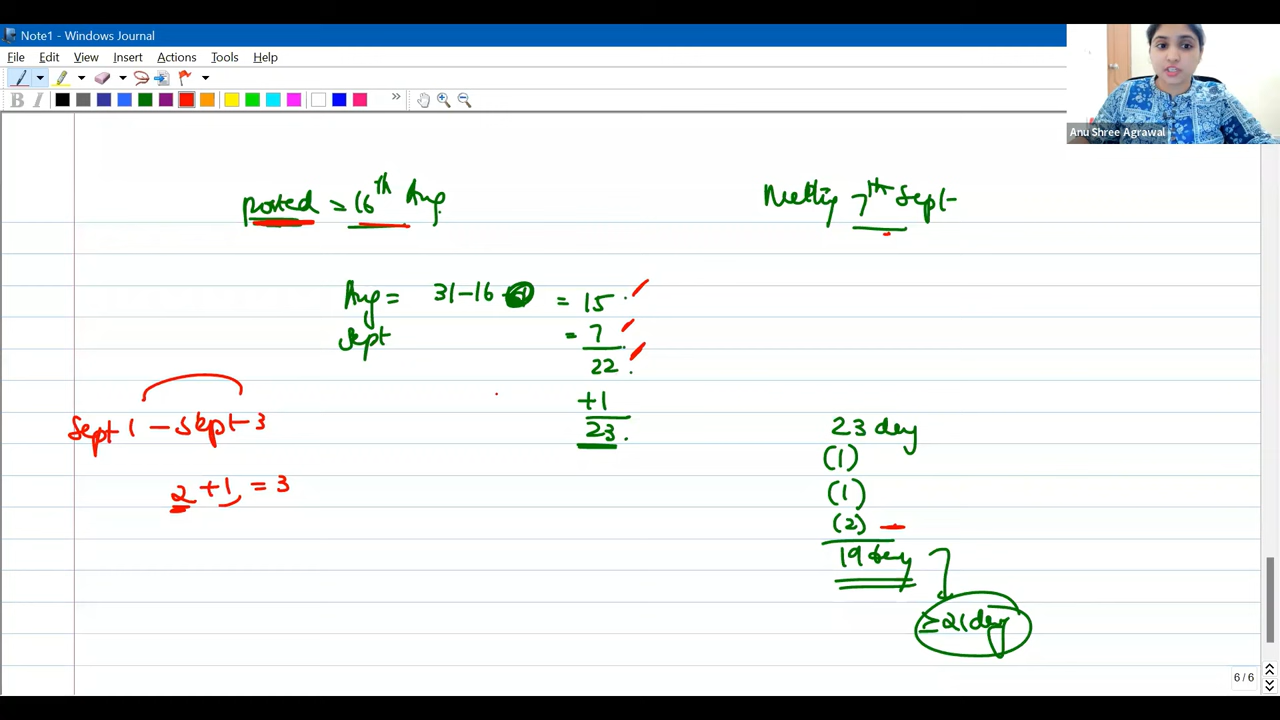 Note1 - Windows Journal
File Edit View Insert Actions Tools Help
Anu Shree Agrawal
posted = 16th Aug
Metting 7th Sept
Aug = 31-16 = 15
Sept = 7
22
+1
23
Sept 1 - Sept 3
2 +1 = 3
23 day
(1)
(1)
(2)
19 day
≥21 day
6 / 6